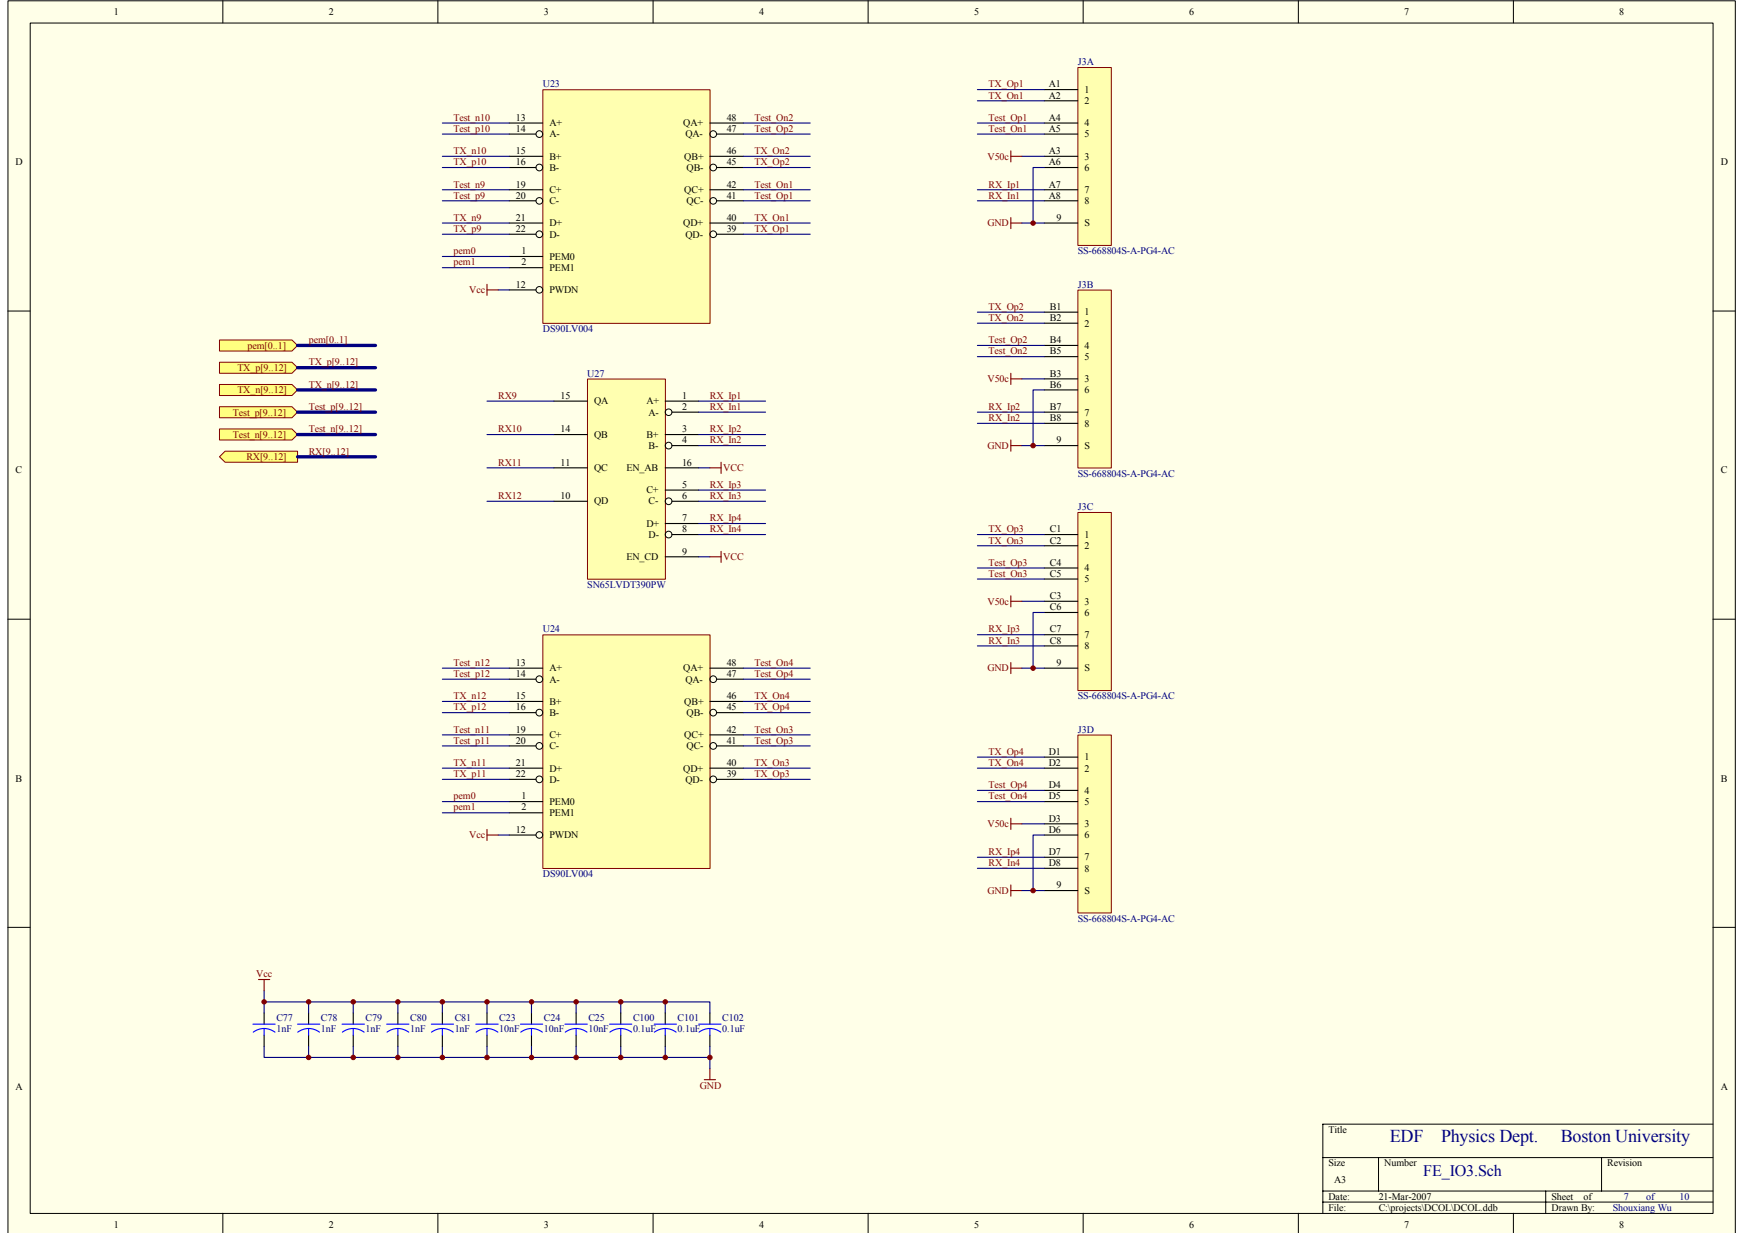 1 2 3 4 5 6 7 8
D D
C C
B B
A A
U23
Test_n10 13 A+ QA+ 48 Test_On2
Test_p10 14 A- QA- 47 Test_Op2
TX_n10 15 B+ QB+ 46 TX_On2
TX_p10 16 B- QB- 45 TX_Op2
Test_n9 19 C+ QC+ 42 Test_On1
Test_p9 20 C- QC- 41 Test_Op1
TX_n9 21 D+ QD+ 40 TX_On1
TX_p9 22 D- QD- 39 TX_Op1
pem0 1 PEM0
pem1 2 PEM1
Vcc 12 PWDN
DS90LV004
pem[0..1] pem[0..1]
TX_p[9..12] TX_p[9..12]
TX_n[9..12] TX_n[9..12]
Test_p[9..12] Test_p[9..12]
Test_n[9..12] Test_n[9..12]
RX[9..12] RX[9..12]
U27
RX9 15 QA A+ 1 RX_Ip1
A- 2 RX_In1
RX10 14 QB B+ 3 RX_Ip2
B- 4 RX_In2
RX11 11 QC EN_AB 16 VCC
C+ 5 RX_Ip3
RX12 10 QD C- 6 RX_In3
D+ 7 RX_Ip4
D- 8 RX_In4
EN_CD 9 VCC
SN65LVDT390PW
U24
Test_n12 13 A+ QA+ 48 Test_On4
Test_p12 14 A- QA- 47 Test_Op4
TX_n12 15 B+ QB+ 46 TX_On4
TX_p12 16 B- QB- 45 TX_Op4
Test_n11 19 C+ QC+ 42 Test_On3
Test_p11 20 C- QC- 41 Test_Op3
TX_n11 21 D+ QD+ 40 TX_On3
TX_p11 22 D- QD- 39 TX_Op3
pem0 1 PEM0
pem1 2 PEM1
Vcc 12 PWDN
DS90LV004
J3A
TX_Op1 A1 1
TX_On1 A2 2
Test_Op1 A4 4
Test_On1 A5 5
V50c A3 3
A6 6
RX_Ip1 A7 7
RX_In1 A8 8
GND 9 S
SS-668804S-A-PG4-AC
J3B
TX_Op2 B1 1
TX_On2 B2 2
Test_Op2 B4 4
Test_On2 B5 5
V50c B3 3
B6 6
RX_Ip2 B7 7
RX_In2 B8 8
GND 9 S
SS-668804S-A-PG4-AC
J3C
TX_Op3 C1 1
TX_On3 C2 2
Test_Op3 C4 4
Test_On3 C5 5
V50c C3 3
C6 6
RX_Ip3 C7 7
RX_In3 C8 8
GND 9 S
SS-668804S-A-PG4-AC
J3D
TX_Op4 D1 1
TX_On4 D2 2
Test_Op4 D4 4
Test_On4 D5 5
V50c D3 3
D6 6
RX_Ip4 D7 7
RX_In4 D8 8
GND 9 S
SS-668804S-A-PG4-AC
Vcc
C77 C78 C79 C80 C81 C23 C24 C25 C100 C101 C102
1nF 1nF 1nF 1nF 1nF 10nF 10nF 10nF 0.1uF 0.1uF 0.1uF
GND
Title EDF Physics Dept. Boston University
Size Number Revision
A3 FE_IO3.Sch
Date: 21-Mar-2007 Sheet of 7 of 10
File: C:\projects\DCOL\DCOL.ddb Drawn By: Shouxiang Wu
1 2 3 4 5 6 7 8